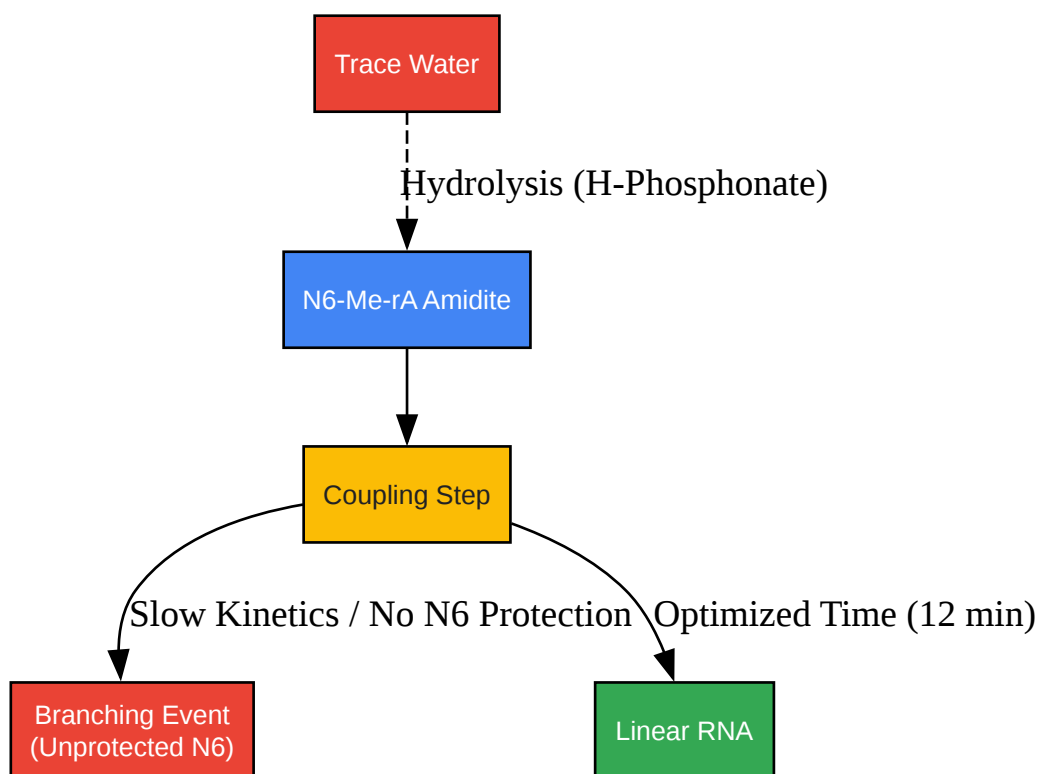 Trace Water
Hydrolysis (H-Phosphonate)
N6-Me-rA Amidite
Coupling Step
Slow Kinetics / No N6 Protection
Optimized Time (12 min)
Branching Event
(Unprotected N6)
Linear RNA